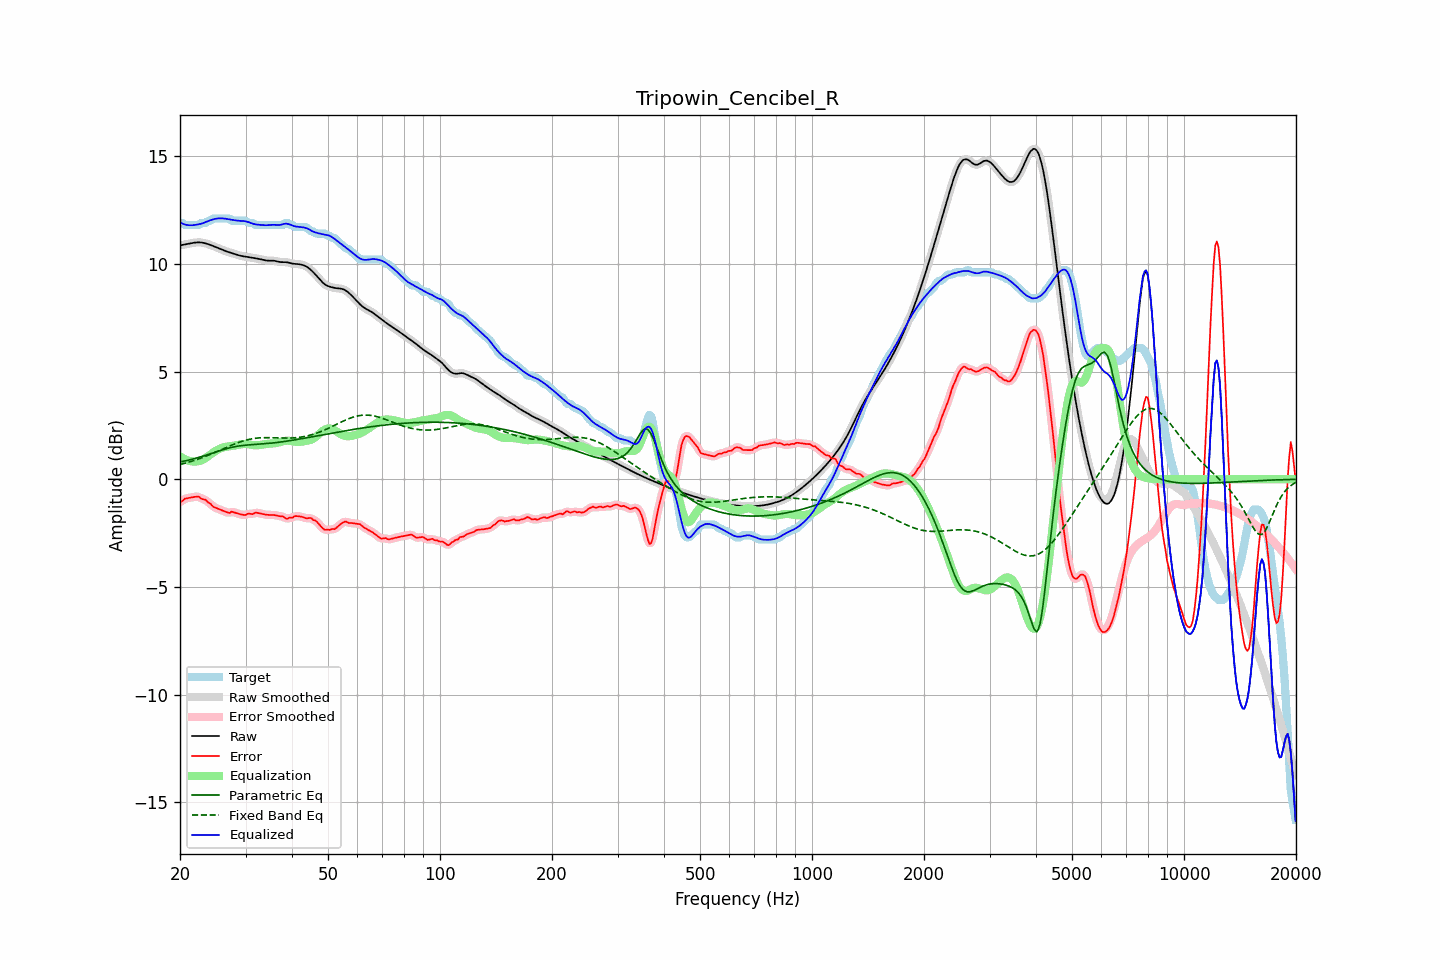 Tripowin_Cencibel_R
Amplitude (dBr)
15
10
5
0
−5
−10
−15
Target
Raw Smoothed
Error Smoothed
Raw
Error
Equalization
Parametric Eq
Fixed Band Eq
Equalized
20 50 100 200 500 1000 2000 5000 10000 20000
Frequency (Hz)